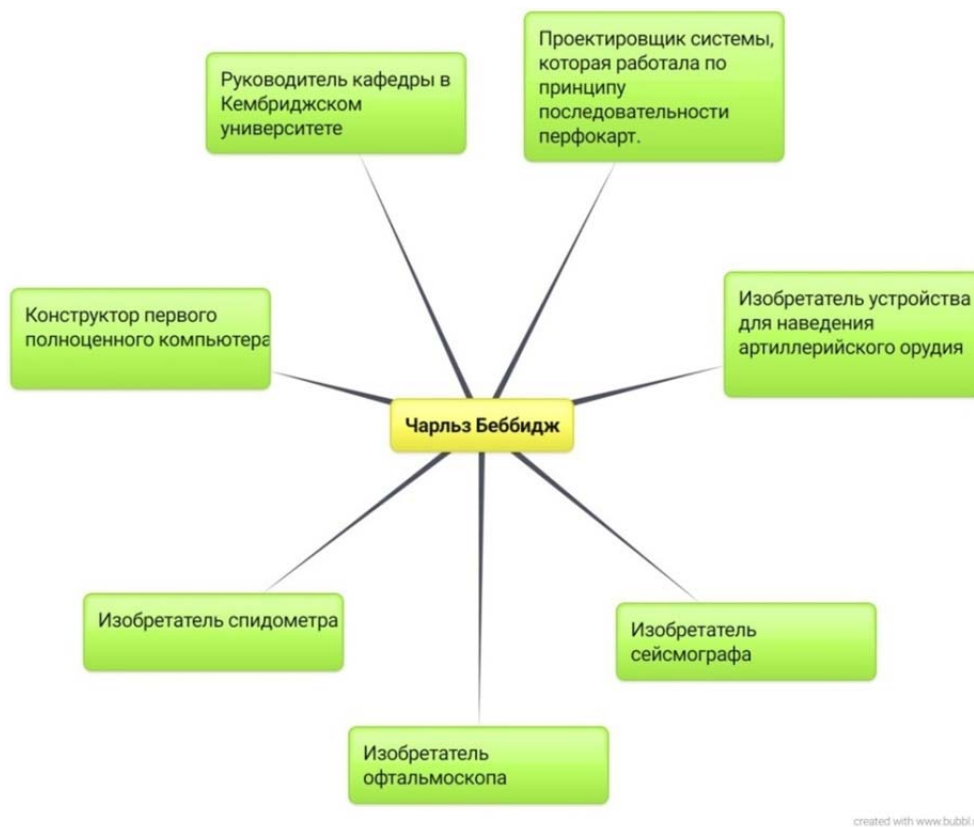 Руководитель кафедры в
Кембриджском
университете
Проектировщик системы,
которая работала по
принципу
последовательности
перфокарт.
Конструктор первого
полноценного компьютера
Изобретатель устройства
для наведения
артиллерийского орудия
Чарльз Беббидж
Изобретатель спидометра
Изобретатель
сейсмографа
Изобретатель
офтальмоскопа
created with www.bubbl